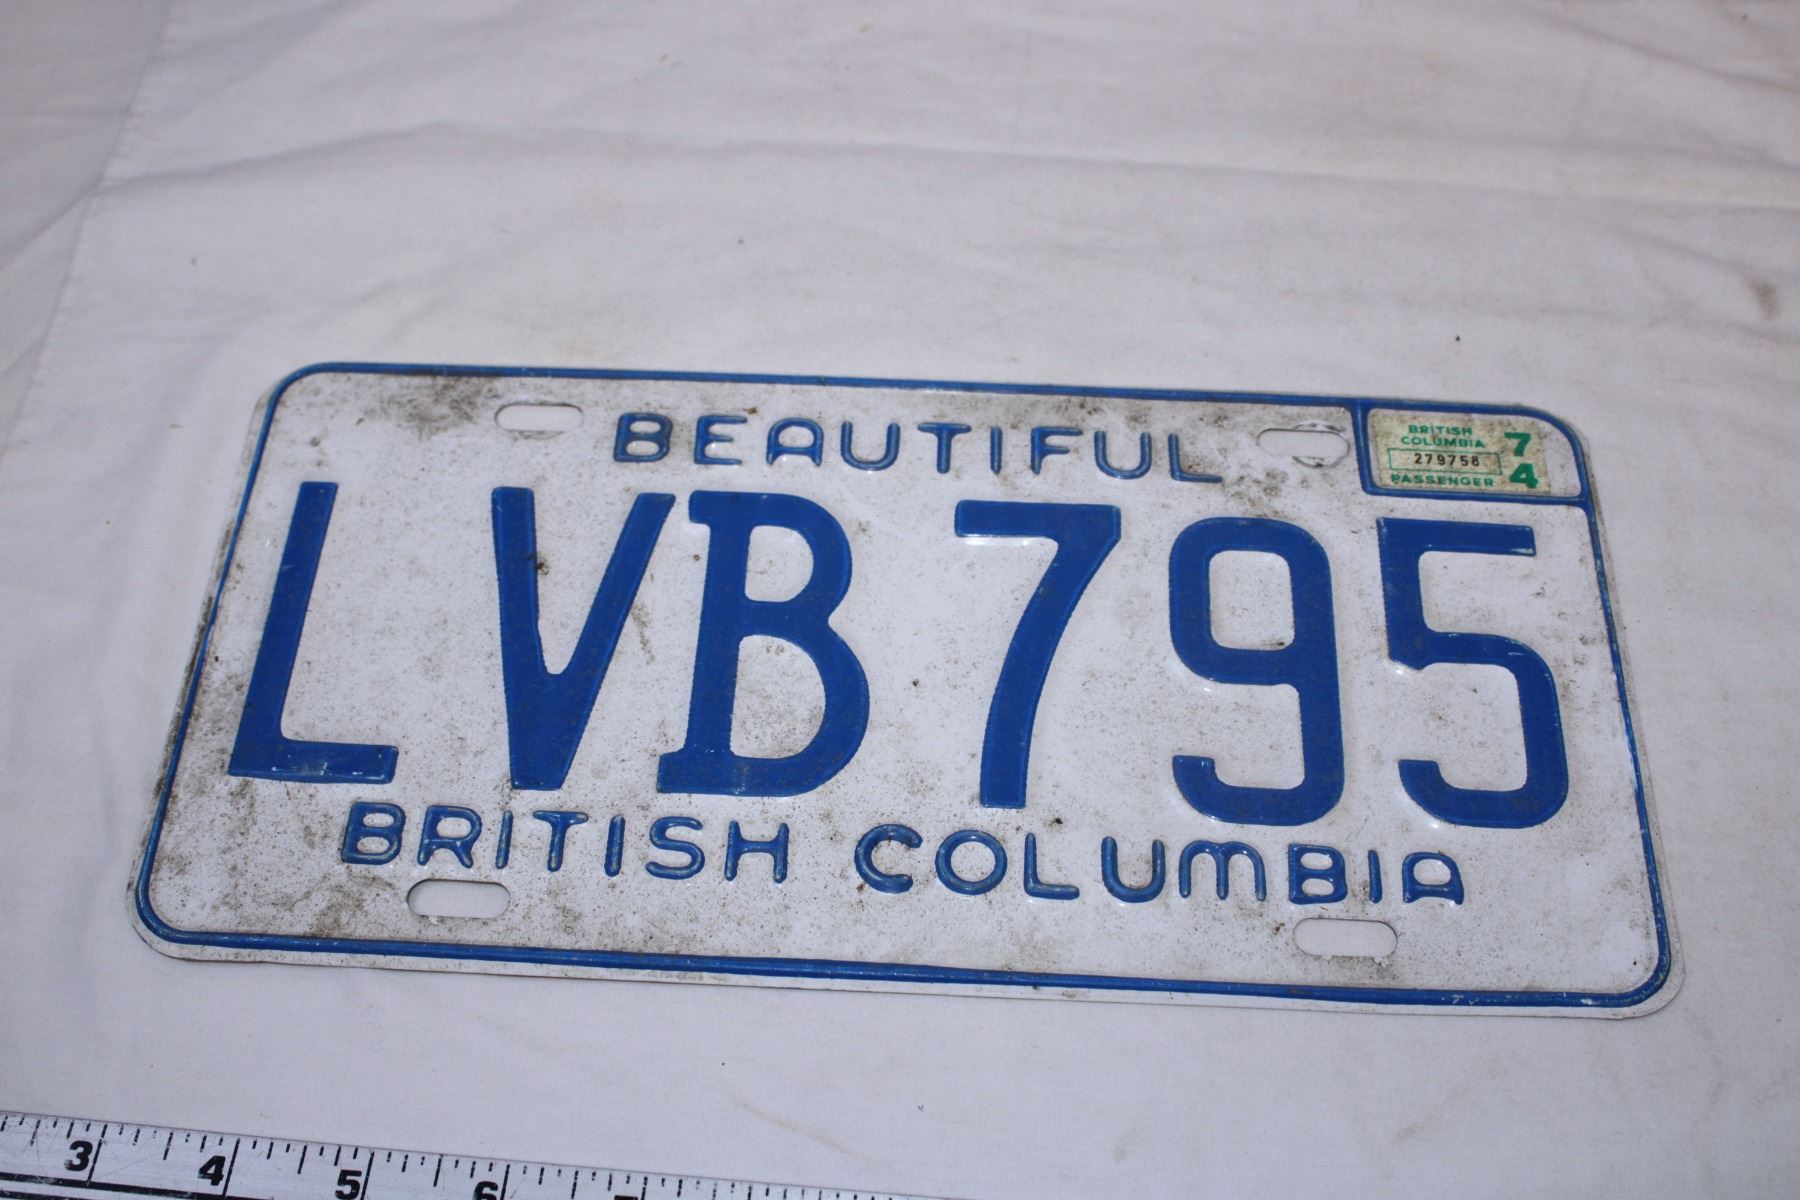 BEAUTIFUL
BRITISH
COLUMBIA
279758
PASSENGER
74
LVB 795
BRITISH COLUMBIA
3 4 5 6